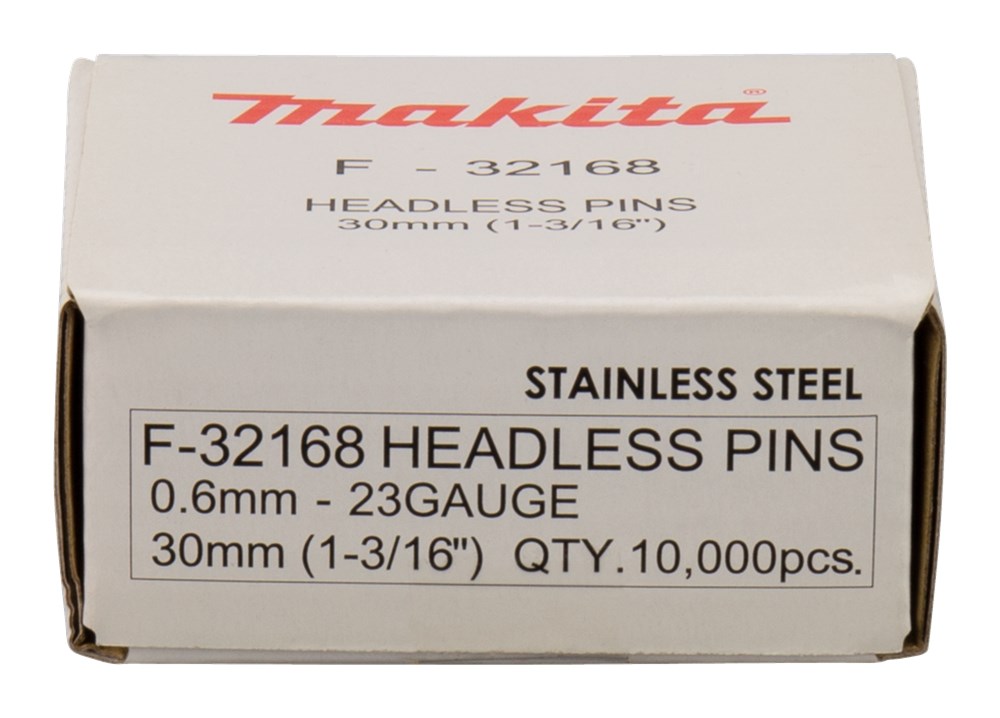 makita®
F - 32168
HEADLESS PINS
30mm (1-3/16")
STAINLESS STEEL
F-32168 HEADLESS PINS
0.6mm - 23GAUGE
30mm (1-3/16") QTY.10,000pcs.